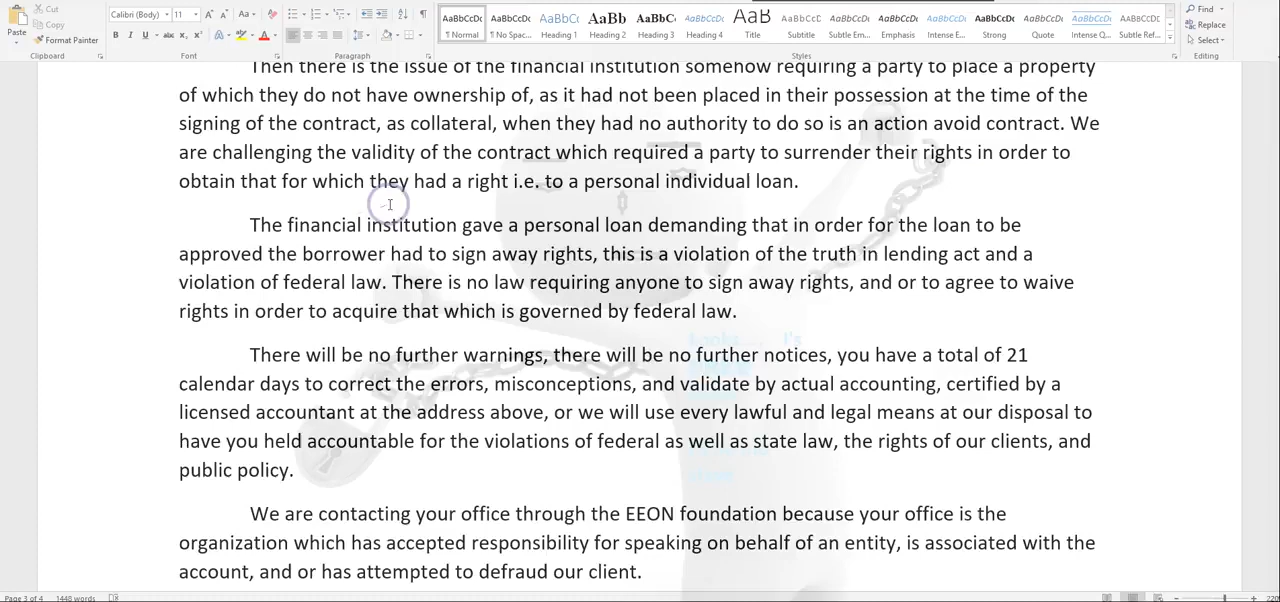 Cut
Copy
Paste
Format Painter
Clipboard
Calibri (Body)
11
Font
Paragraph
AaBbCcDc
¶ Normal
AaBbCcDc
¶ No Spac...
AaBbCc
Heading 1
AaBb
Heading 2
AaBbC
Heading 3
AaBbCcDc
Heading 4
AaB
Title
AaBbCcD
Subtitle
AaBbCcDc
Subtle Em...
AaBbCcDc
Emphasis
AaBbCcDc
Intense E...
AaBbCcDc
Strong
AaBbCcDc
Quote
AaBbCcDc
Intense Q...
AABBCCDC
Subtle Ref...
Styles
Find
Replace
Select
Editing
Then there is the issue of the financial institution somehow requiring a party to place a property
of which they do not have ownership of, as it had not been placed in their possession at the time of the
signing of the contract, as collateral, when they had no authority to do so is an action avoid contract. We
are challenging the validity of the contract which required a party to surrender their rights in order to
obtain that for which they had a right i.e. to a personal individual loan.
The financial institution gave a personal loan demanding that in order for the loan to be
approved the borrower had to sign away rights, this is a violation of the truth in lending act and a
violation of federal law. There is no law requiring anyone to sign away rights, and or to agree to waive
rights in order to acquire that which is governed by federal law.
There will be no further warnings, there will be no further notices, you have a total of 21
calendar days to correct the errors, misconceptions, and validate by actual accounting, certified by a
licensed accountant at the address above, or we will use every lawful and legal means at our disposal to
have you held accountable for the violations of federal as well as state law, the rights of our clients, and
public policy.
We are contacting your office through the EEON foundation because your office is the
organization which has accepted responsibility for speaking on behalf of an entity, is associated with the
account, and or has attempted to defraud our client.
Page 3 of 4
1448 words